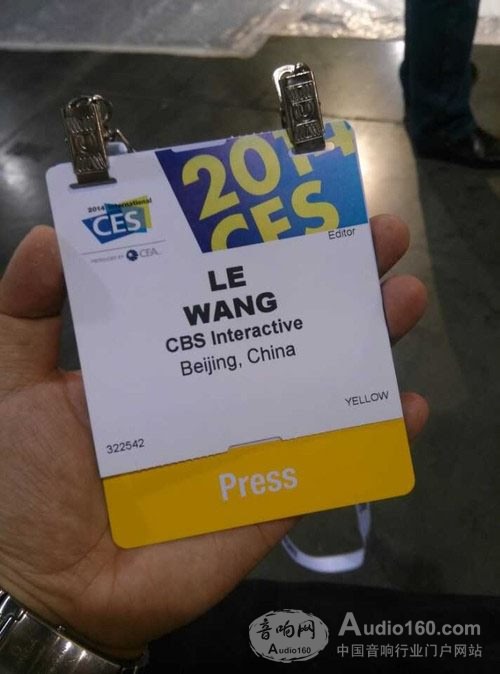 2014
CES
2014 International
CES
PRODUCED BY CEA
Editor
LE
WANG
CBS Interactive
Beijing, China
YELLOW
322542
Press
音响网
Audio160
Audio160.com
中国音响行业门户网站